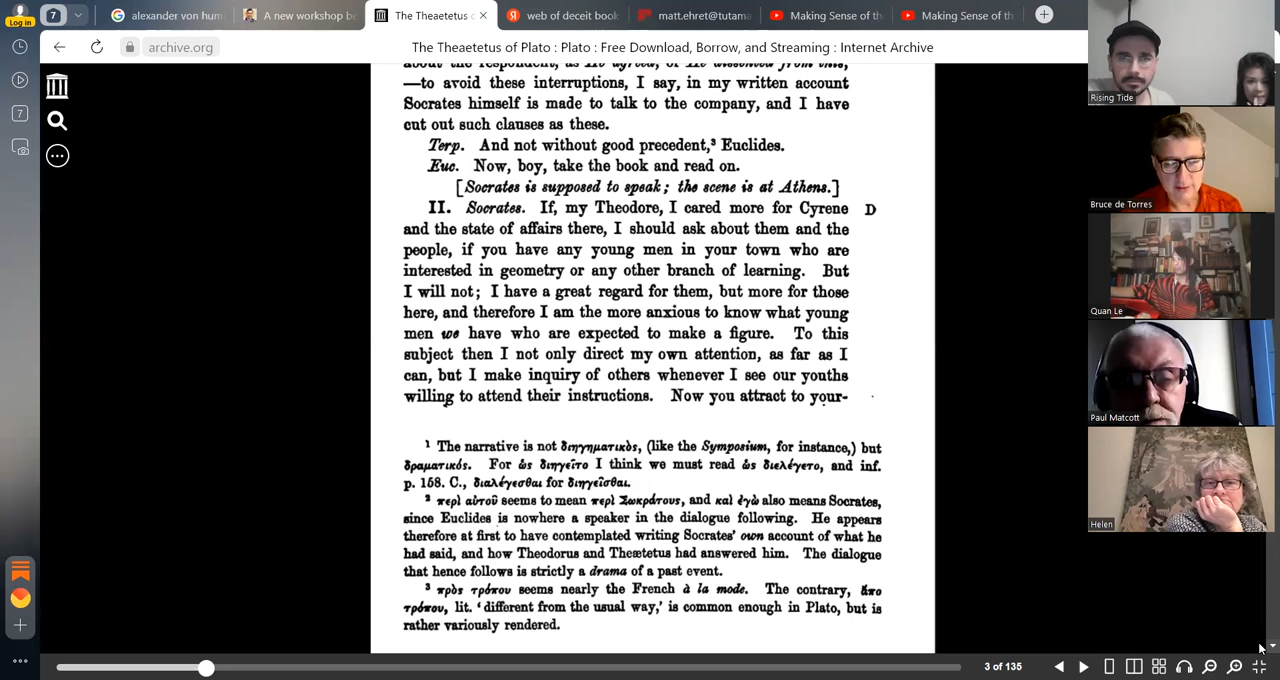 7
alexander von hum
A new workshop be
The Theaetetus o
web of deceit book
matt.ehret@tutama
Making Sense of th
Making Sense of th
Log in
archive.org
The Theaetetus of Plato : Plato : Free Download, Borrow, and Streaming : Internet Archive
7
about the respondent, as He agreed, or He dissented from this,
—to avoid these interruptions, I say, in my written account
Socrates himself is made to talk to the company, and I have
cut out such clauses as these.
Terp. And not without good precedent,³ Euclides.
Euc. Now, boy, take the book and read on.
[Socrates is supposed to speak; the scene is at Athens.]
II. Socrates. If, my Theodore, I cared more for Cyrene D
and the state of affairs there, I should ask about them and the
people, if you have any young men in your town who are
interested in geometry or any other branch of learning. But
I will not; I have a great regard for them, but more for those
here, and therefore I am the more anxious to know what young
men we have who are expected to make a figure. To this
subject then I not only direct my own attention, as far as I
can, but I make inquiry of others whenever I see our youths
willing to attend their instructions. Now you attract to your-
¹ The narrative is not διηγηματικὸς, (like the Symposium, for instance,) but
δραματικός. For ὡς διηγεῖτο I think we must read ὡς διελέγετο, and inf.
p. 158. C., διαλέγεσθαι for διηγεῖσθαι.
² περὶ αὐτοῦ seems to mean περὶ Σωκράτους, and καὶ ἐγὼ also means Socrates,
since Euclides is nowhere a speaker in the dialogue following. He appears
therefore at first to have contemplated writing Socrates' own account of what he
had said, and how Theodorus and Theætetus had answered him. The dialogue
that hence follows is strictly a drama of a past event.
³ πρὸς τρόπου seems nearly the French à la mode. The contrary, ἄπο
τρόπου, lit. 'different from the usual way,' is common enough in Plato, but is
rather variously rendered.
3 of 135
Rising Tide
Bruce de Torres
Quan Le
Paul Matcott
Helen